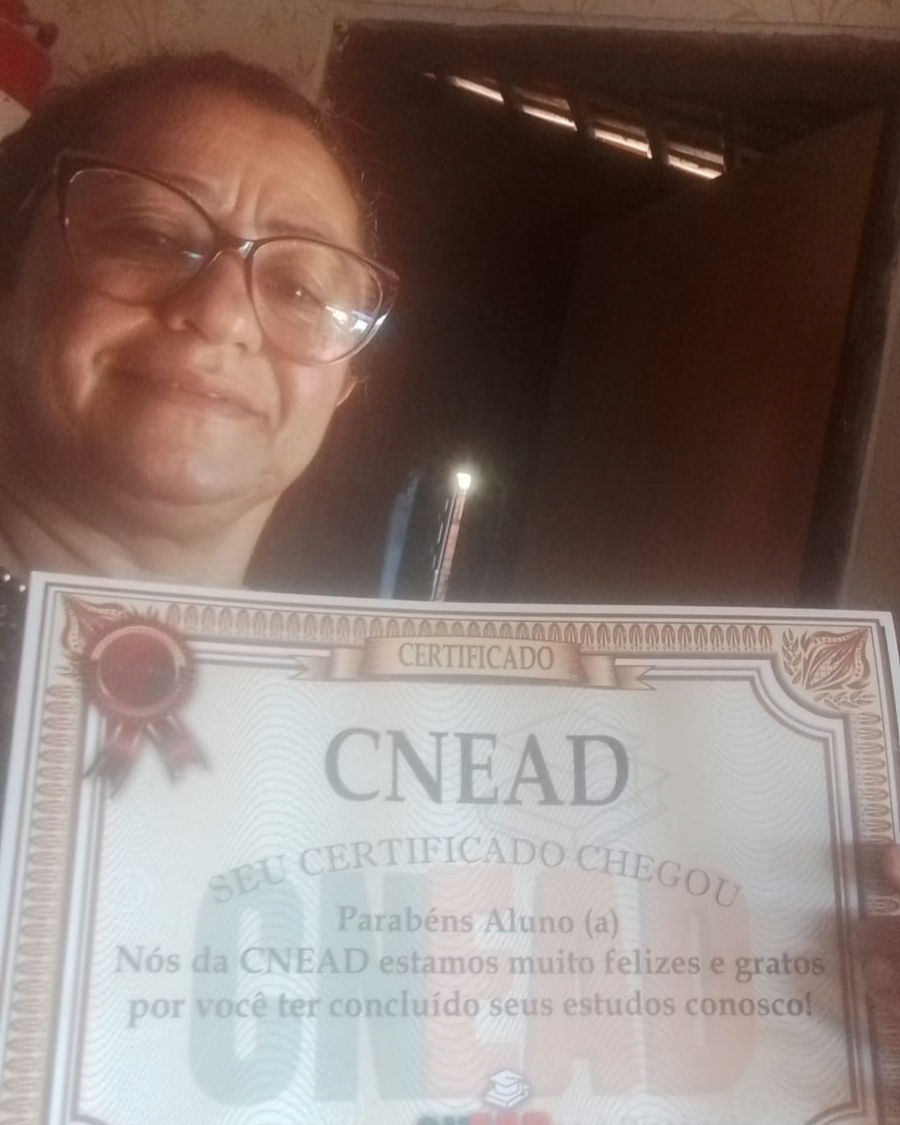 CERTIFICADO
CNEAD
SEU CERTIFICADO CHEGOU
Parabéns Aluno (a)
Nós da CNEAD estamos muito felizes e gratos
por você ter concluído seus estudos conosco!
CNEAD